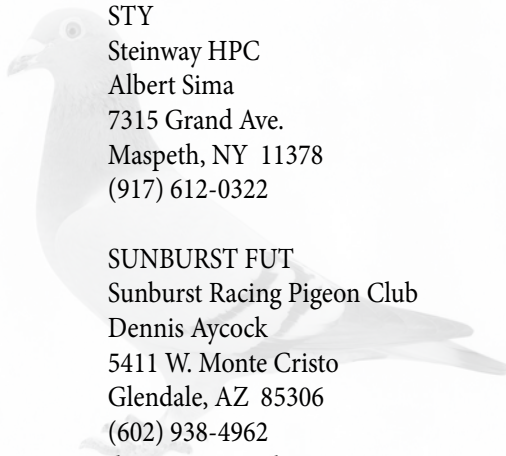 STY
Steinway HPC
Albert Sima
7315 Grand Ave.
Maspeth, NY 11378
(917) 612-0322
SUNBURST FUT
Sunburst Racing Pigeon Club
Dennis Aycock
5411 W. Monte Cristo
Glendale, AZ 85306
(602) 938-4962